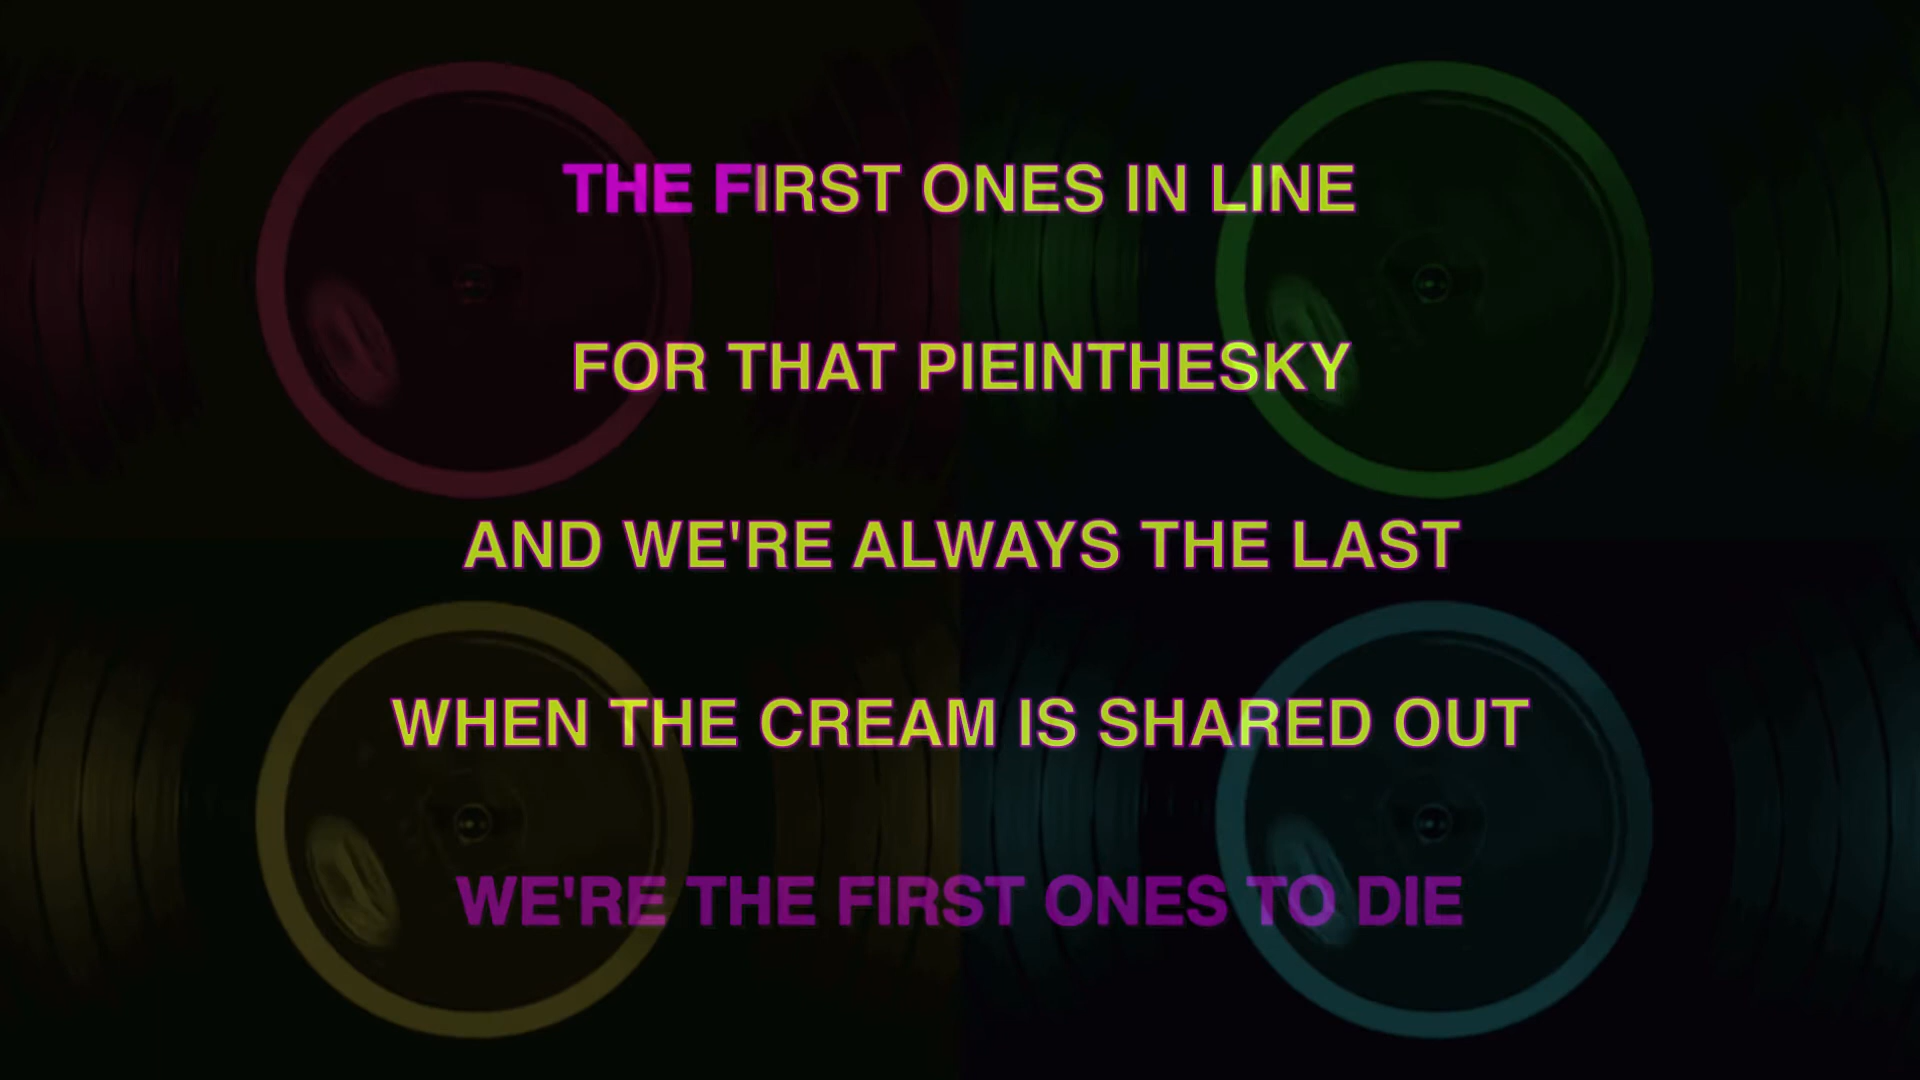 THE FIRST ONES IN LINE
FOR THAT PIEINTHESKY
AND WE'RE ALWAYS THE LAST
WHEN THE CREAM IS SHARED OUT
WE'RE THE FIRST ONES TO DIE